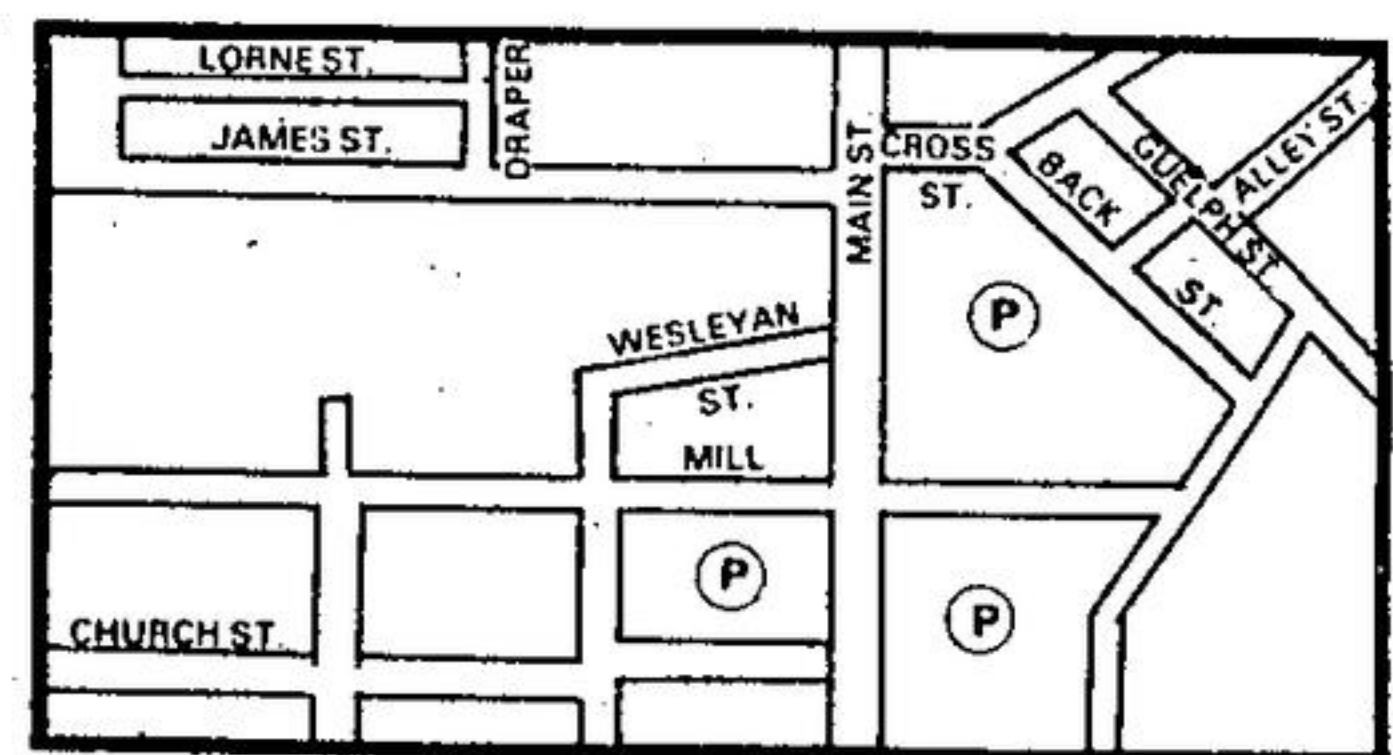 LORNE ST.
JAMES ST.
DRAPER
MAIN ST.
CROSS
ST.
BACK
ST.
GUELPH ST.
ALLEY ST.
P
WESLEYAN
ST.
MILL
P
P
CHURCH ST.